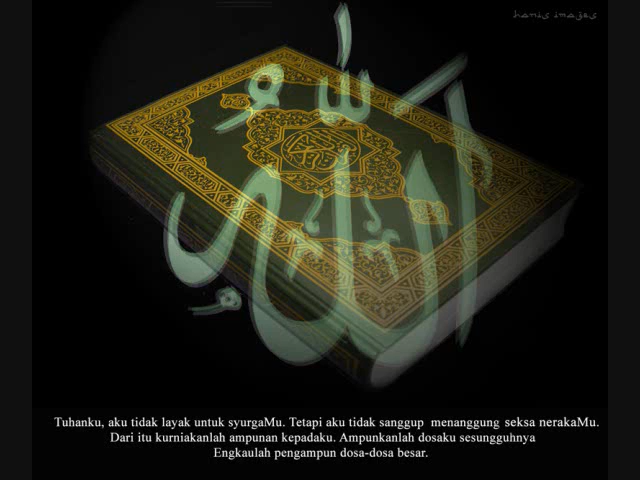 hanis images
Tuhanku, aku tidak layak untuk syurgaMu. Tetapi aku tidak sanggup menanggung seksa nerakaMu.
Dari itu kurniakanlah ampunan kepadaku. Ampunkanlah dosaku sesungguhnya
Engkaulah pengampun dosa-dosa besar.